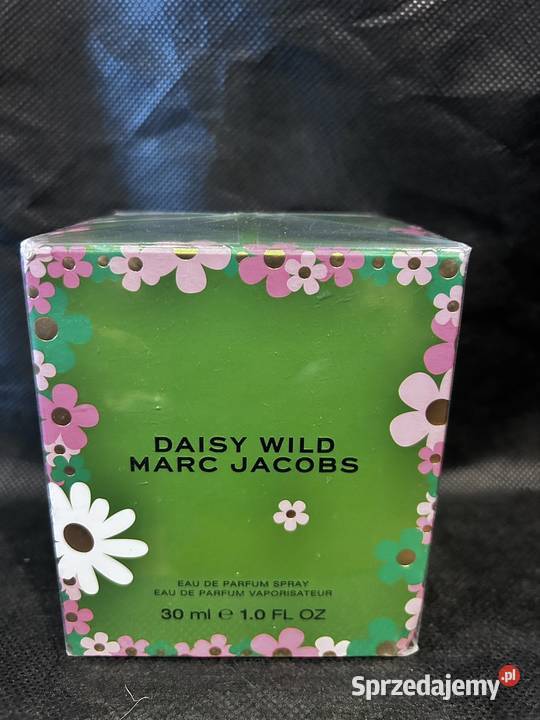 DAISY WILD
MARC JACOBS
EAU DE PARFUM SPRAY
EAU DE PARFUM VAPORISATEUR
30 ml ℮ 1.0 FL OZ
Sprzedajemy.pl